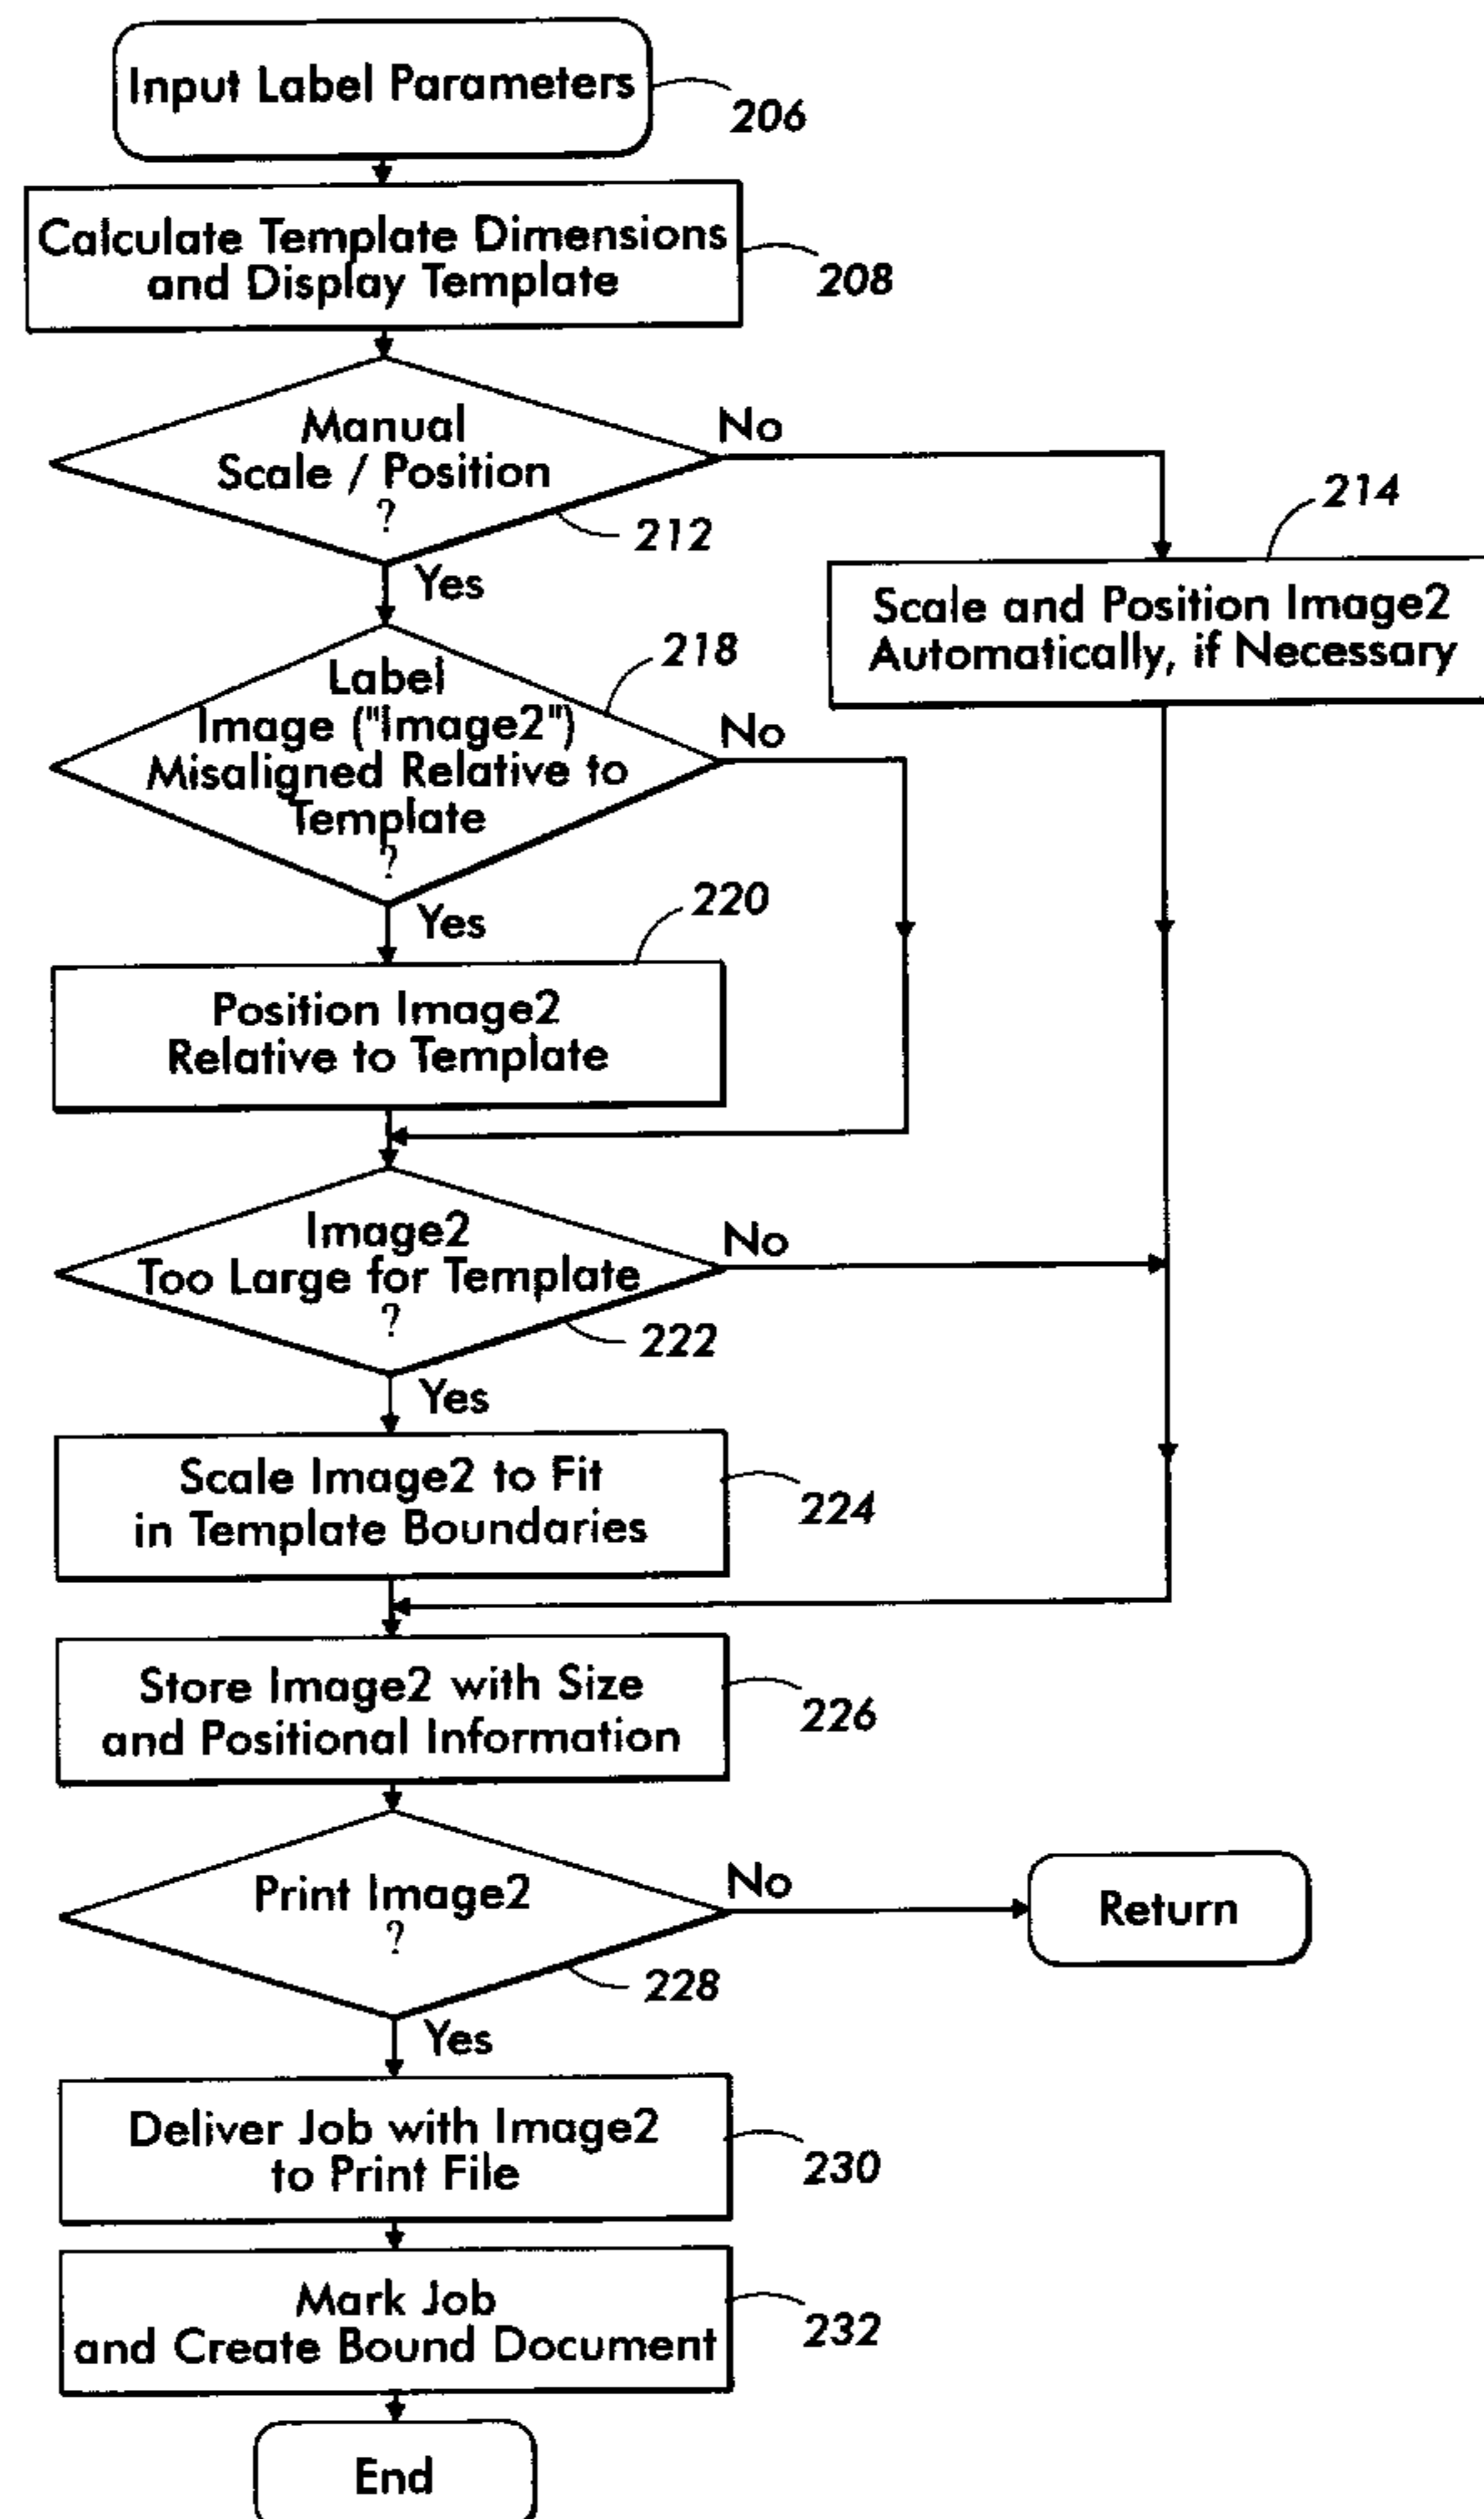 Input Label Parameters
206
Calculate Template Dimensions
and Display Template
208
Manual
Scale / Position
?
No
212
Yes
214
Scale and Position Image2
Automatically, if Necessary
Label
Image ("Image2")
Misaligned Relative to
Template
?
218
No
Yes
220
Position Image2
Relative to Template
Image2
Too Large for Template
?
No
222
Yes
Scale Image2 to Fit
in Template Boundaries
224
Store Image2 with Size
and Positional Information
226
Print Image2
?
No
Return
228
Yes
Deliver Job with Image2
to Print File
230
Mark Job
and Create Bound Document
232
End